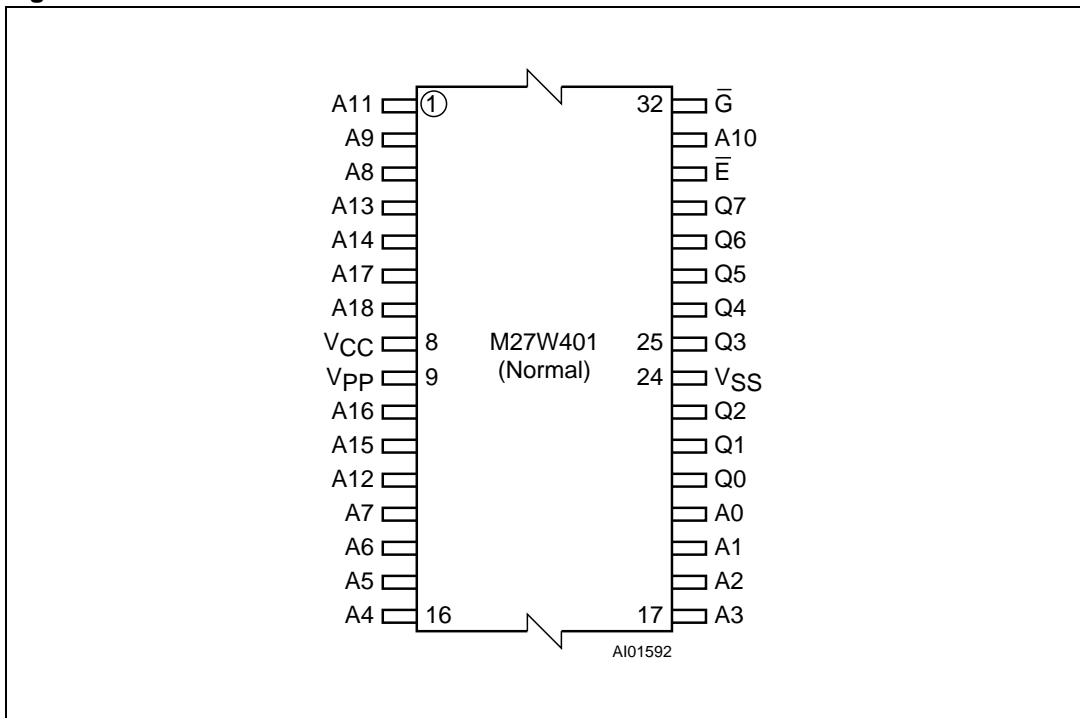 A11 1 32 G̅
A9 A10
A8 E̅
A13 Q7
A14 Q6
A17 Q5
A18 Q4
VCC 8 M27W401 25 Q3
VPP 9 (Normal) 24 VSS
A16 Q2
A15 Q1
A12 Q0
A7 A0
A6 A1
A5 A2
A4 16 17 A3
AI01592